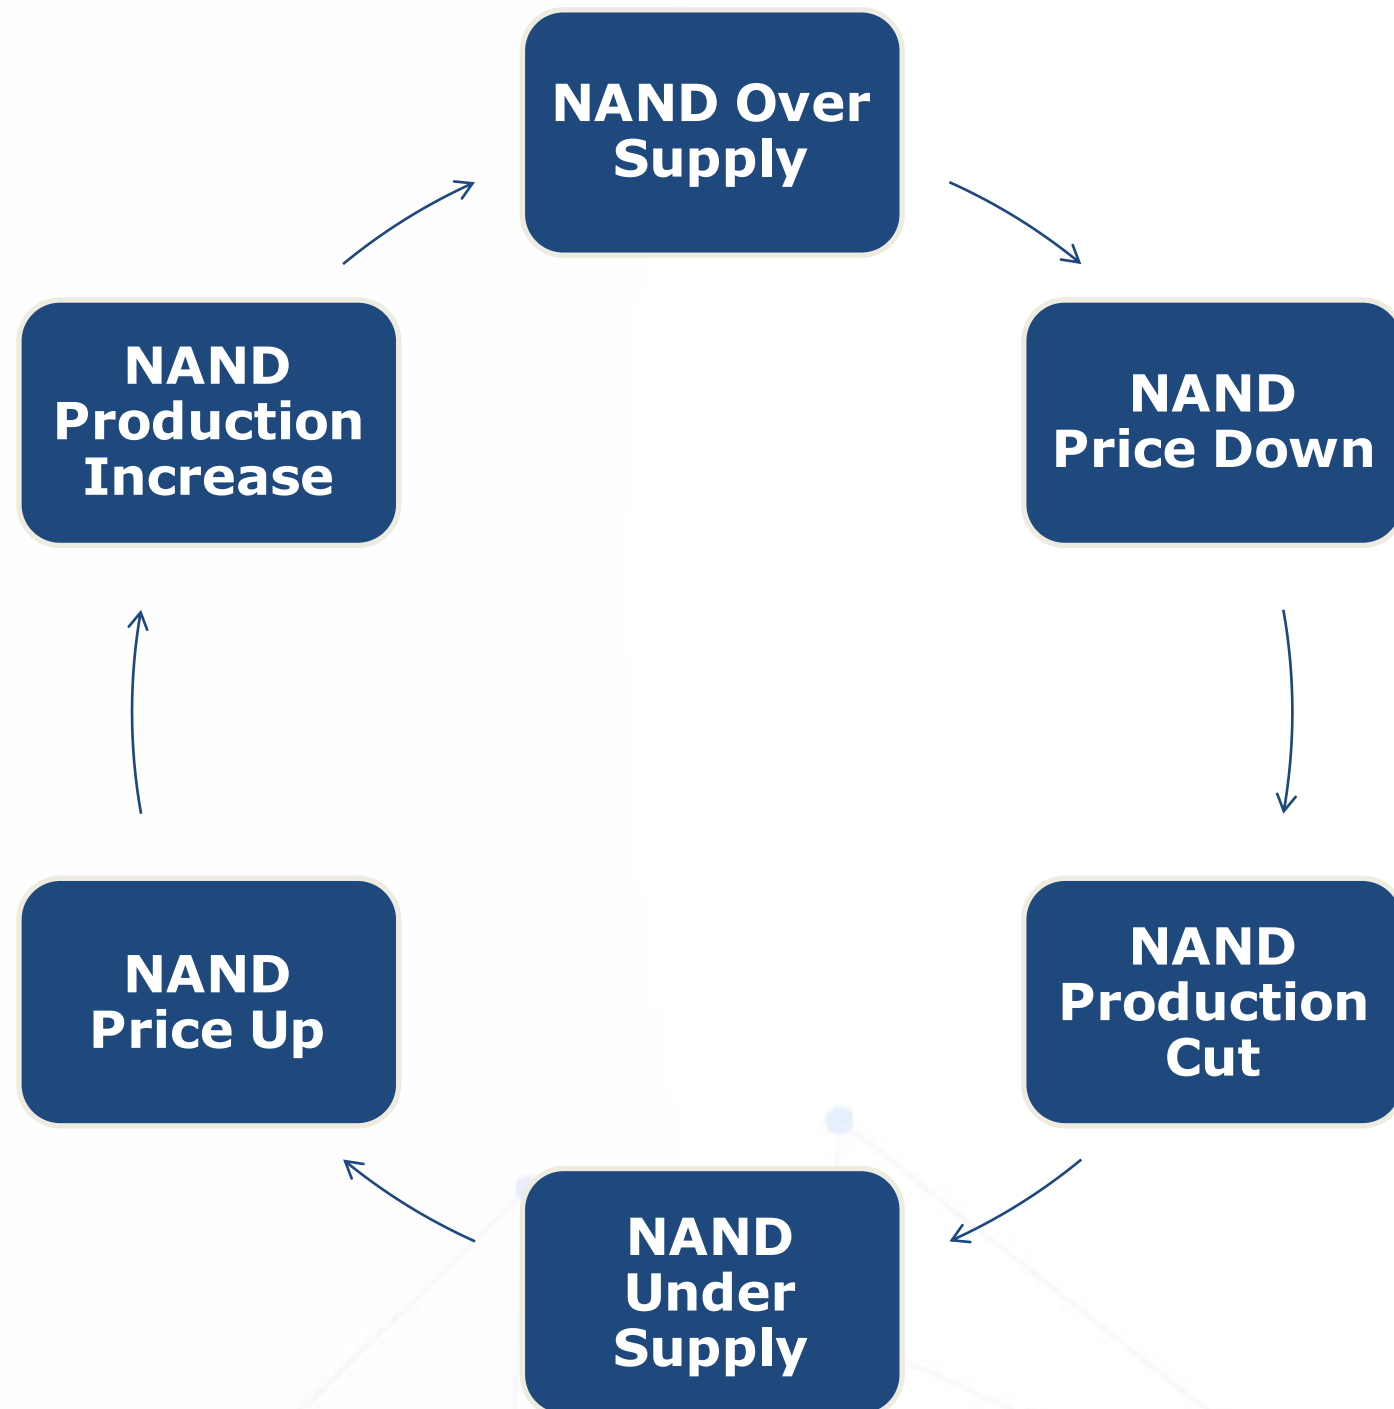 NAND Over
Supply
NAND
Price Down
NAND
Production
Cut
NAND
Under
Supply
NAND
Price Up
NAND
Production
Increase